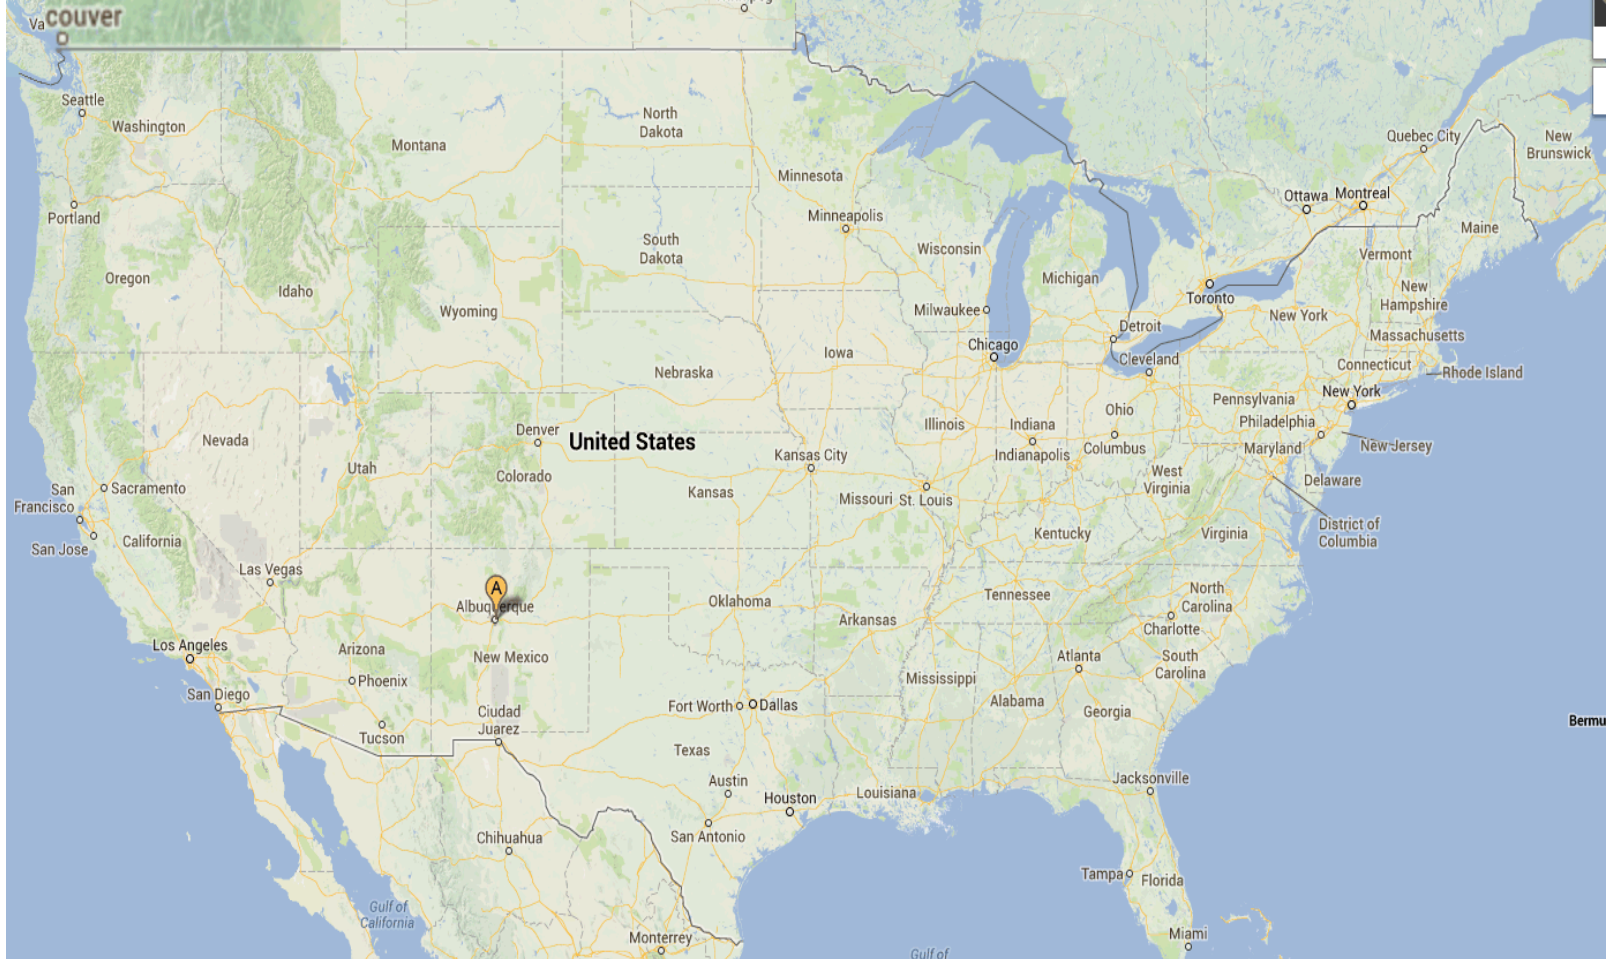 Va
couver
Seattle
Washington
Montana
North
Dakota
Minnesota
Quebec City
New
Brunswick
Ottawa
Montreal
Portland
Minneapolis
Maine
Oregon
Idaho
South
Dakota
Wisconsin
Michigan
Vermont
Wyoming
Milwaukee
Toronto
New
Hampshire
New York
Detroit
Massachusetts
Chicago
Iowa
Cleveland
Connecticut
Rhode Island
Nebraska
New York
Pennsylvania
Ohio
Illinois
Indiana
Philadelphia
Nevada
Denver
United States
Kansas City
Indianapolis
Columbus
Maryland
New Jersey
Utah
Colorado
Kansas
Missouri
St. Louis
West
Virginia
Delaware
San
Francisco
Sacramento
San Jose
California
Kentucky
Virginia
District of
Columbia
Las Vegas
A
Albuquerque
Oklahoma
Arkansas
Tennessee
North
Carolina
Charlotte
Los Angeles
Arizona
New Mexico
Phoenix
Mississippi
Atlanta
South
Carolina
San Diego
Ciudad
Juarez
Fort Worth
Dallas
Alabama
Georgia
Bermu
Tucson
Texas
Austin
Houston
Louisiana
Jacksonville
Chihuahua
San Antonio
Tampa
Florida
Gulf of
California
Monterrey
Miami
Gulf of